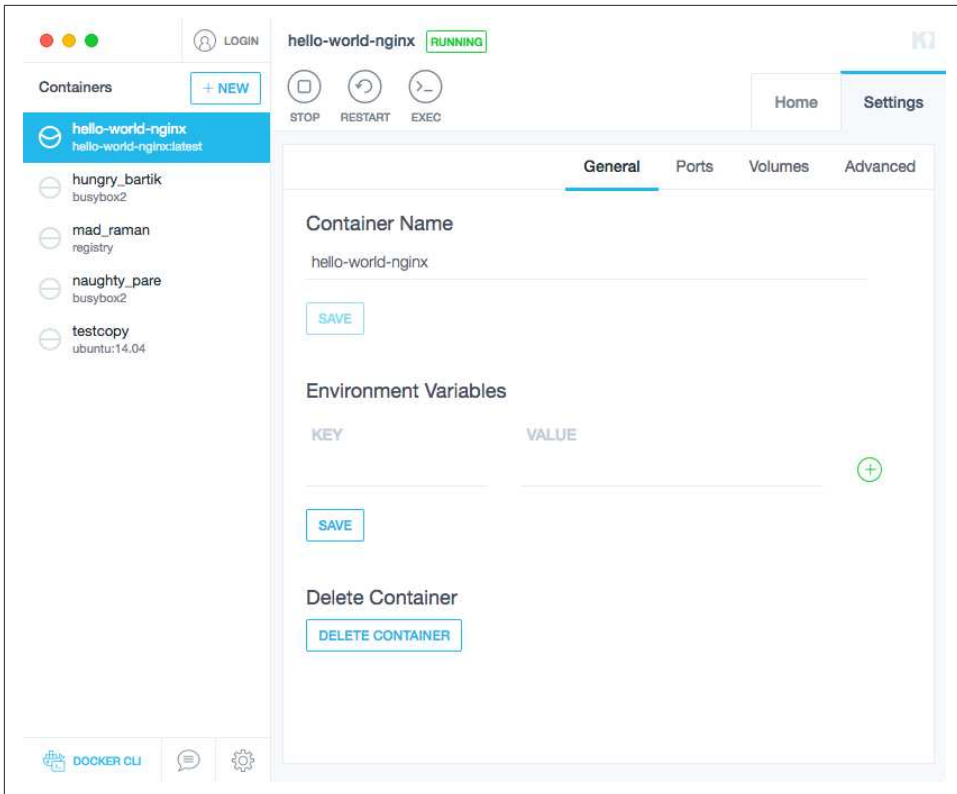 LOGIN
Containers
+ NEW
hello-world-nginx
hello-world-nginx:latest
hungry_bartik
busybox2
mad_raman
registry
naughty_pare
busybox2
testcopy
ubuntu:14.04
DOCKER CLI
hello-world-nginx RUNNING
STOP RESTART EXEC
Home Settings
General Ports Volumes Advanced
Container Name
hello-world-nginx
SAVE
Environment Variables
KEY VALUE
SAVE
Delete Container
DELETE CONTAINER